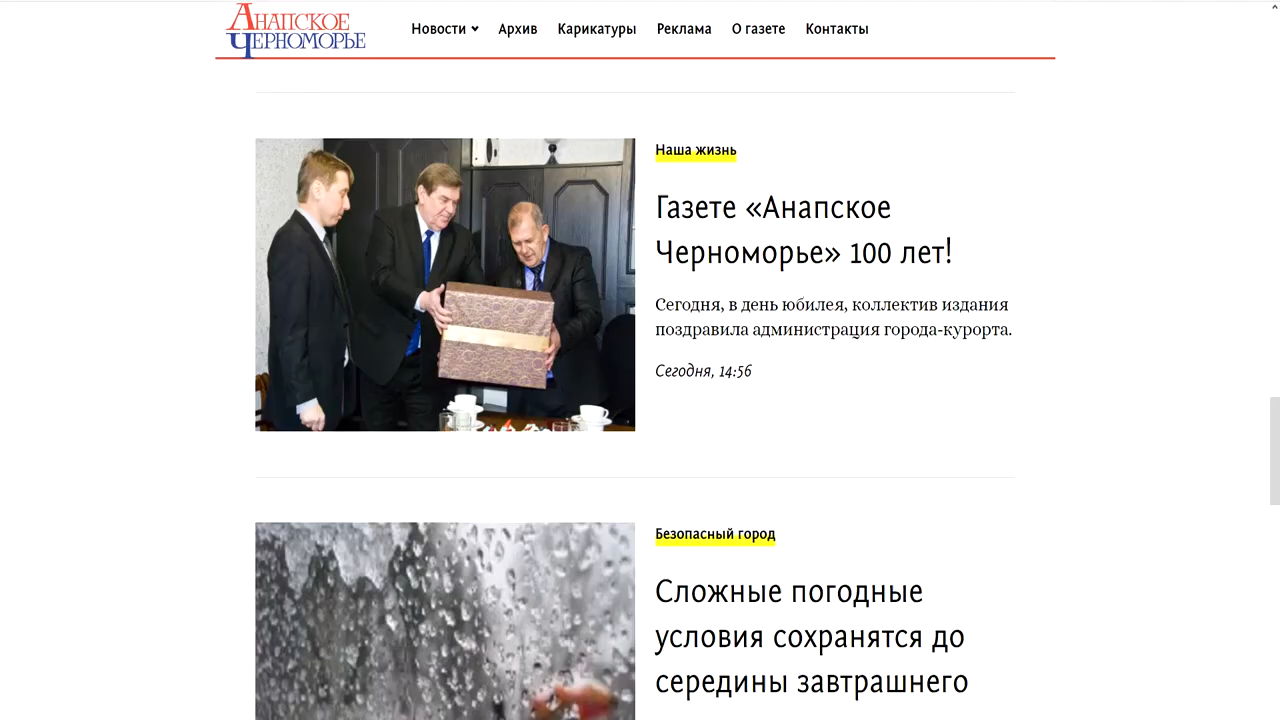 Анапское
Черноморье
Новости Архив Карикатуры Реклама О газете Контакты
Наша жизнь
Газете «Анапское
Черноморье» 100 лет!
Сегодня, в день юбилея, коллектив издания
поздравила администрация города-курорта.
Сегодня, 14:56
Безопасный город
Сложные погодные
условия сохранятся до
середины завтрашнего